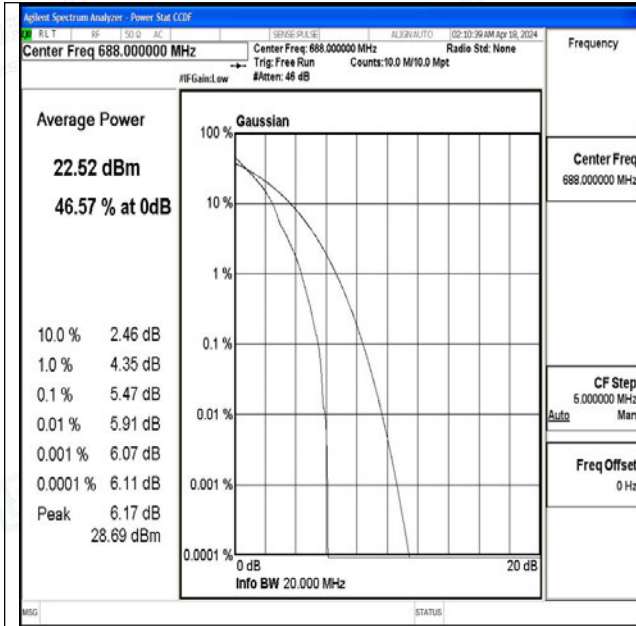 Agilent Spectrum Analyzer - Power Stat CCDF
RLT RF 50 Ω AC SENSE:PULSE ALIGNAUTO 02:10:39 AM Apr 18, 2024
Center Freq 688.000000 MHz
Center Freq: 688.000000 MHz Radio Std: None
Trig: Free Run Counts:10.0 M/10.0 Mpt
#IFGain:Low #Atten: 46 dB
Frequency
Average Power
22.52 dBm
46.57 % at 0dB
10.0 % 2.46 dB
1.0 % 4.35 dB
0.1 % 5.47 dB
0.01 % 5.91 dB
0.001 % 6.07 dB
0.0001 % 6.11 dB
Peak 6.17 dB
28.69 dBm
Gaussian
100 %
10 %
1 %
0.1 %
0.01 %
0.001 %
0.0001 %
0 dB 20 dB
Info BW 20.000 MHz
Center Freq
688.000000 MHz
CF Step
5.000000 MHz
Auto Man
Freq Offset
0 Hz
MSG STATUS